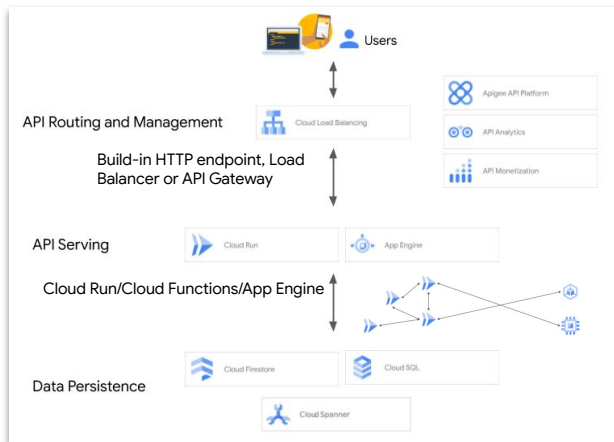 Users
Apigee API Platform
API Routing and Management
Cloud Load Balancing
API Analytics
Build-in HTTP endpoint, Load
Balancer or API Gateway
API Monetization
API Serving
Cloud Run
App Engine
Cloud Run/Cloud Functions/App Engine
Cloud Firestore
Cloud SQL
Data Persistence
Cloud Spanner